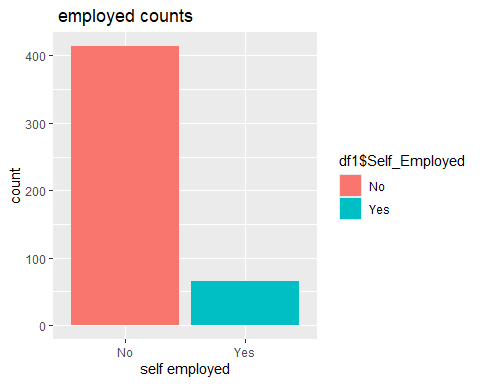 employed counts
400
300
200
100
0
count
No
Yes
self employed
df1$Self_Employed
No
Yes